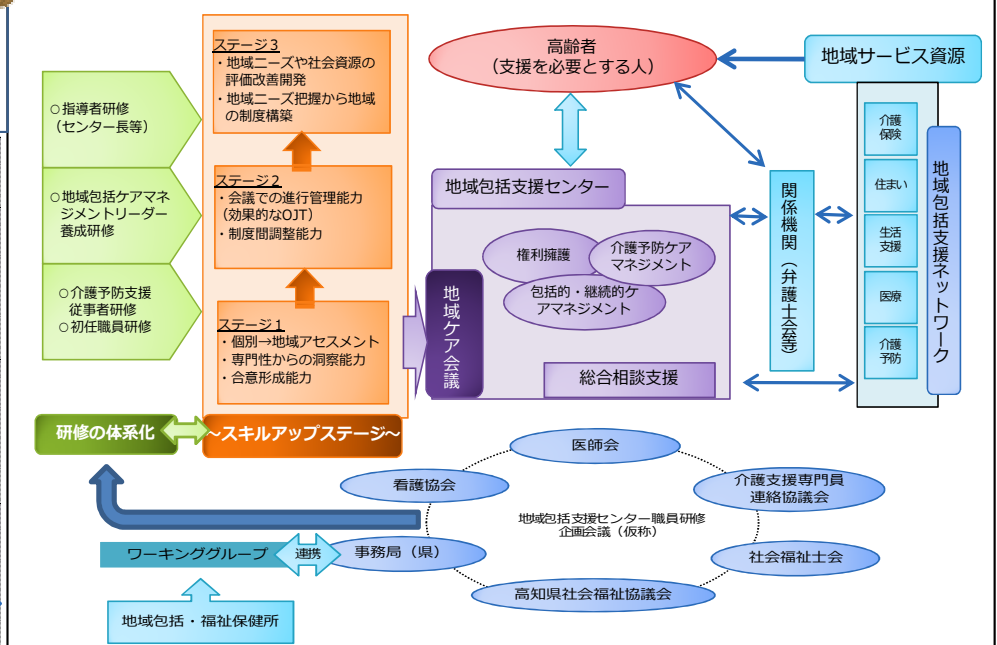 ステージ3
・地域ニーズや社会資源の
評価改善開発
・地域ニーズ把握から地域
の制度構築
○指導者研修
(センター長等)
ステージ2
・会議での進行管理能力
(効果的なOJT)
・制度間調整能力
○地域包括ケアマネ
ジメントリーダー
養成研修
○介護予防支援
従事者研修
○初任職員研修
ステージ1
・個別→地域アセスメント
・専門性からの洞察能力
・合意形成能力
研修の体系化
~スキルアップステージ~
高齢者
(支援を必要とする人)
地域サービス資源
地域包括支援センター
権利擁護
介護予防ケア
マネジメント
包括的・継続的ケ
アマネジメント
総合相談支援
地域ケア会議
関係機関(弁護士会等)
介護
保険
住まい
生活
支援
医療
介護
予防
地域包括支援ネットワーク
医師会
看護協会
介護支援専門員
連絡協議会
地域包括支援センター職員研修
企画会議(仮称)
ワーキンググループ
連携
事務局(県)
社会福祉士会
高知県社会福祉協議会
地域包括・福祉保健所